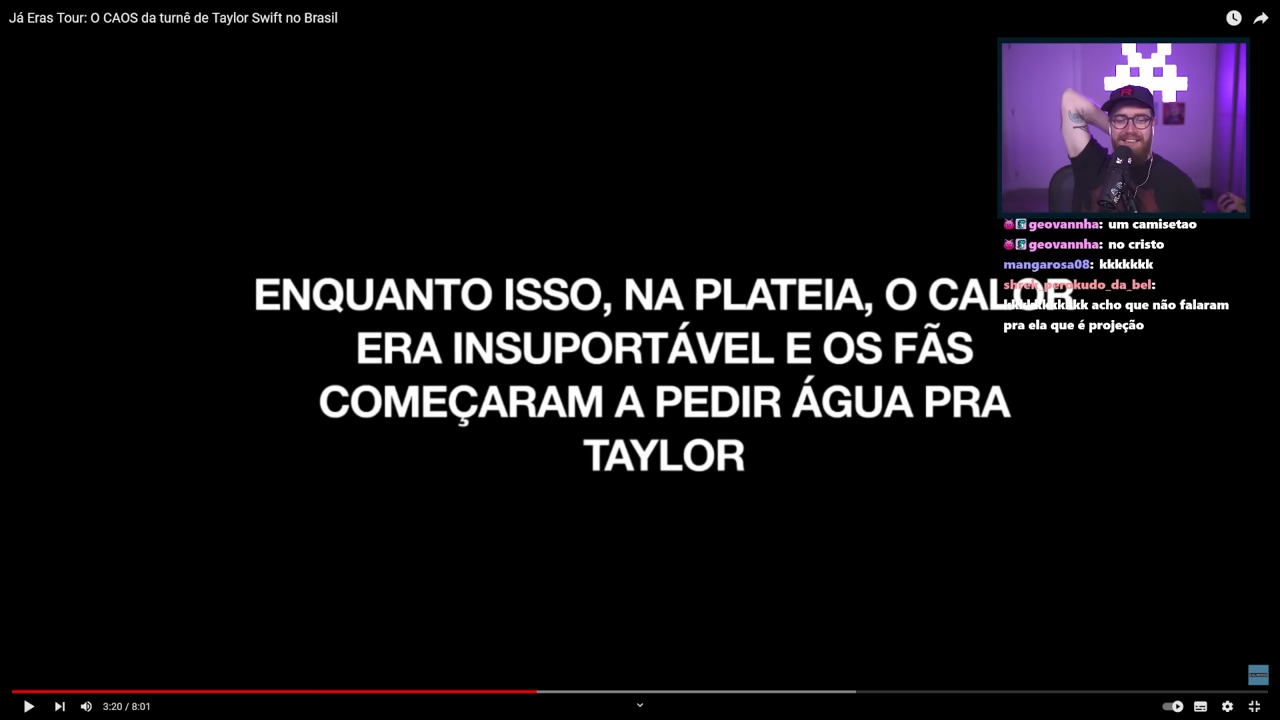 Já Eras Tour: O CAOS da turnê de Taylor Swift no Brasil
geovannha: um camisetao
geovannha: no cristo
mangarosa08: kkkkkkk
shrek_perokudo_da_bel:
kkkkkkkkkkk acho que não falaram
pra ela que é projeção
ENQUANTO ISSO, NA PLATEIA, O CALOR
ERA INSUPORTÁVEL E OS FÃS
COMEÇARAM A PEDIR ÁGUA PRA
TAYLOR
3:20 / 8:01